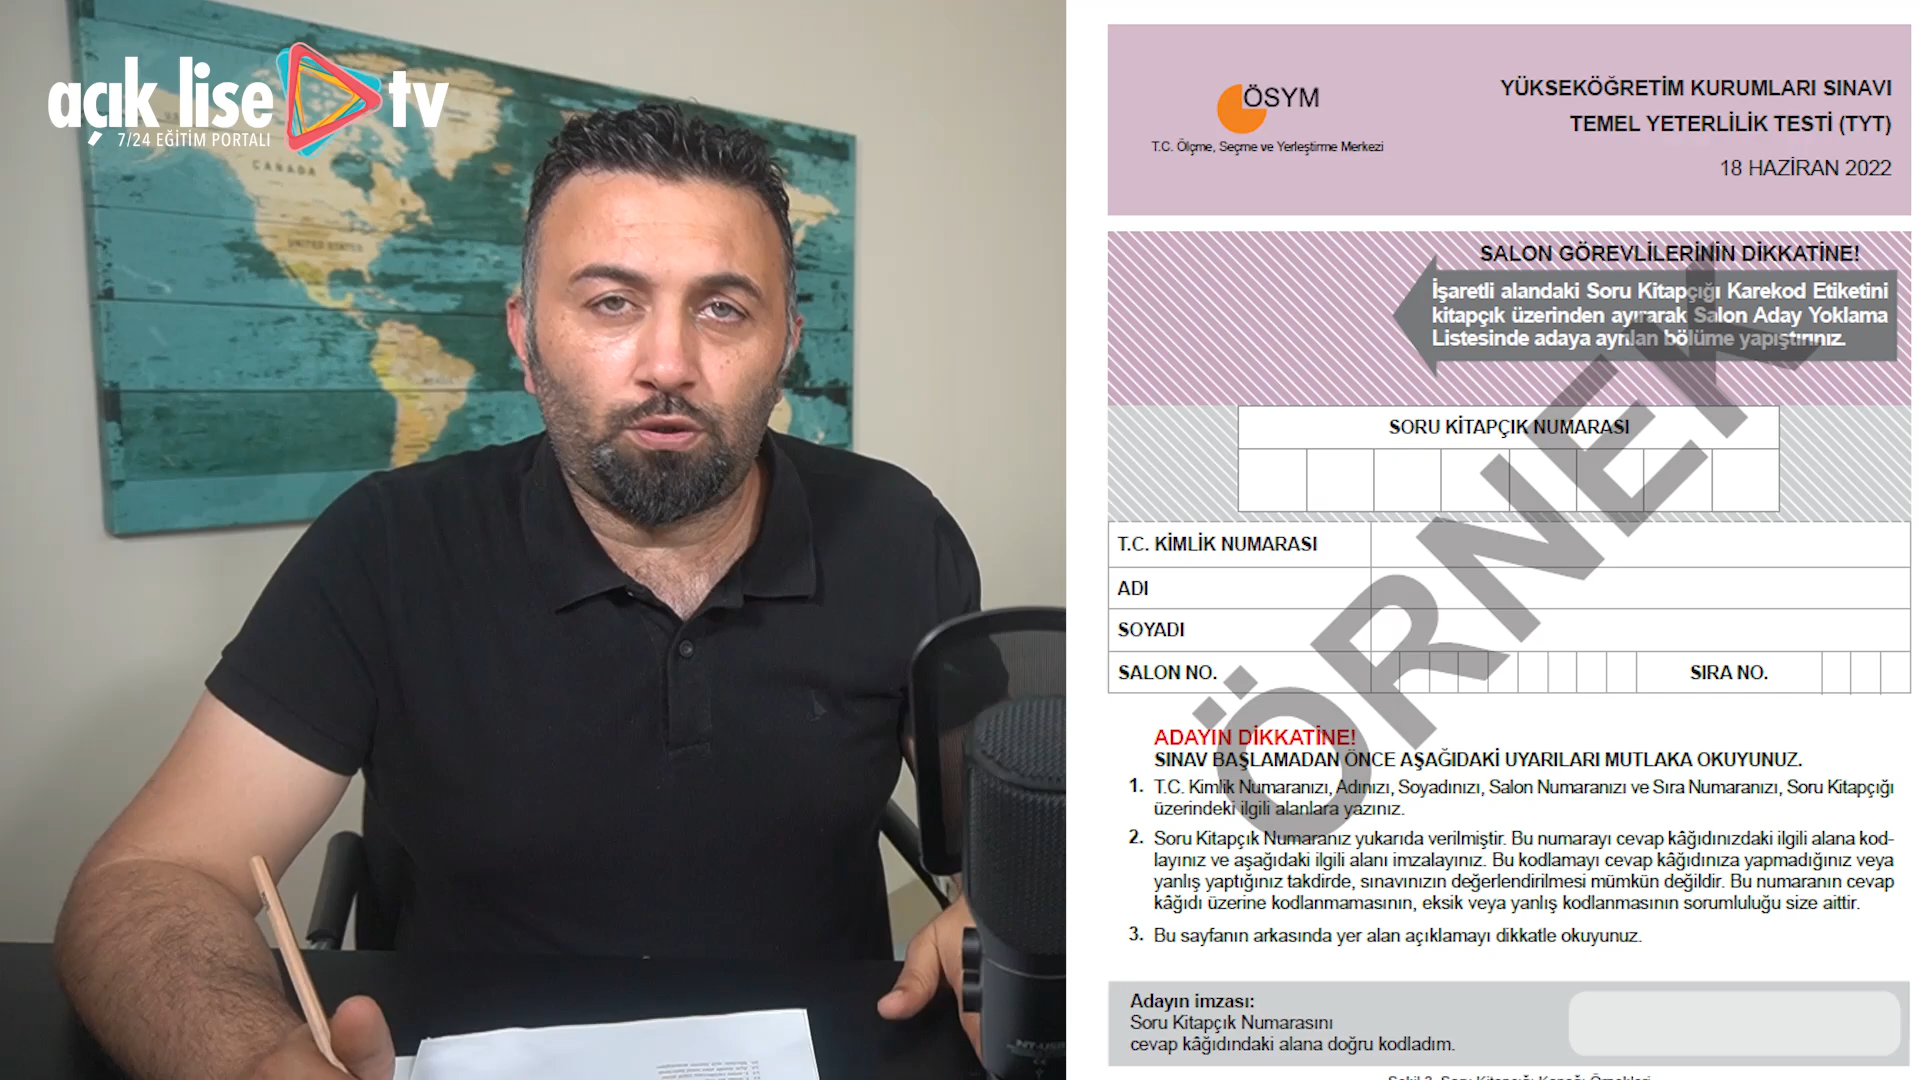 açık lise tv
7/24 EĞİTİM PORTALI
CANADA
UNITED STATES
BRASIL
ÖSYM
T.C. Ölçme, Seçme ve Yerleştirme Merkezi
YÜKSEKÖĞRETİM KURUMLARI SINAVI
TEMEL YETERLİLİK TESTİ (TYT)
18 HAZİRAN 2022
SALON GÖREVLİLERİNİN DİKKATİNE!
İşaretli alandaki Soru Kitapçığı Karekod Etiketini
kitapçık üzerinden ayırarak Salon Aday Yoklama
Listesinde adaya ayrılan bölüme yapıştırınız.
SORU KİTAPÇIK NUMARASI
T.C. KİMLİK NUMARASI
ADI
SOYADI
SALON NO.
SIRA NO.
ÖRNEK
ADAYIN DİKKATİNE!
SINAV BAŞLAMADAN ÖNCE AŞAĞIDAKİ UYARILARI MUTLAKA OKUYUNUZ.
1. T.C. Kimlik Numaranızı, Adınızı, Soyadınızı, Salon Numaranızı ve Sıra Numaranızı, Soru Kitapçığı
üzerindeki ilgili alanlara yazınız.
2. Soru Kitapçık Numaranız yukarıda verilmiştir. Bu numarayı cevap kâğıdınızdaki ilgili alana kod-
layınız ve aşağıdaki ilgili alanı imzalayınız. Bu kodlamayı cevap kâğıdınıza yapmadığınız veya
yanlış yaptığınız takdirde, sınavınızın değerlendirilmesi mümkün değildir. Bu numaranın cevap
kâğıdı üzerine kodlanmamasının, eksik veya yanlış kodlanmasının sorumluluğu size aittir.
3. Bu sayfanın arkasında yer alan açıklamayı dikkatle okuyunuz.
Adayın imzası:
Soru Kitapçık Numarasını
cevap kâğıdındaki alana doğru kodladım.